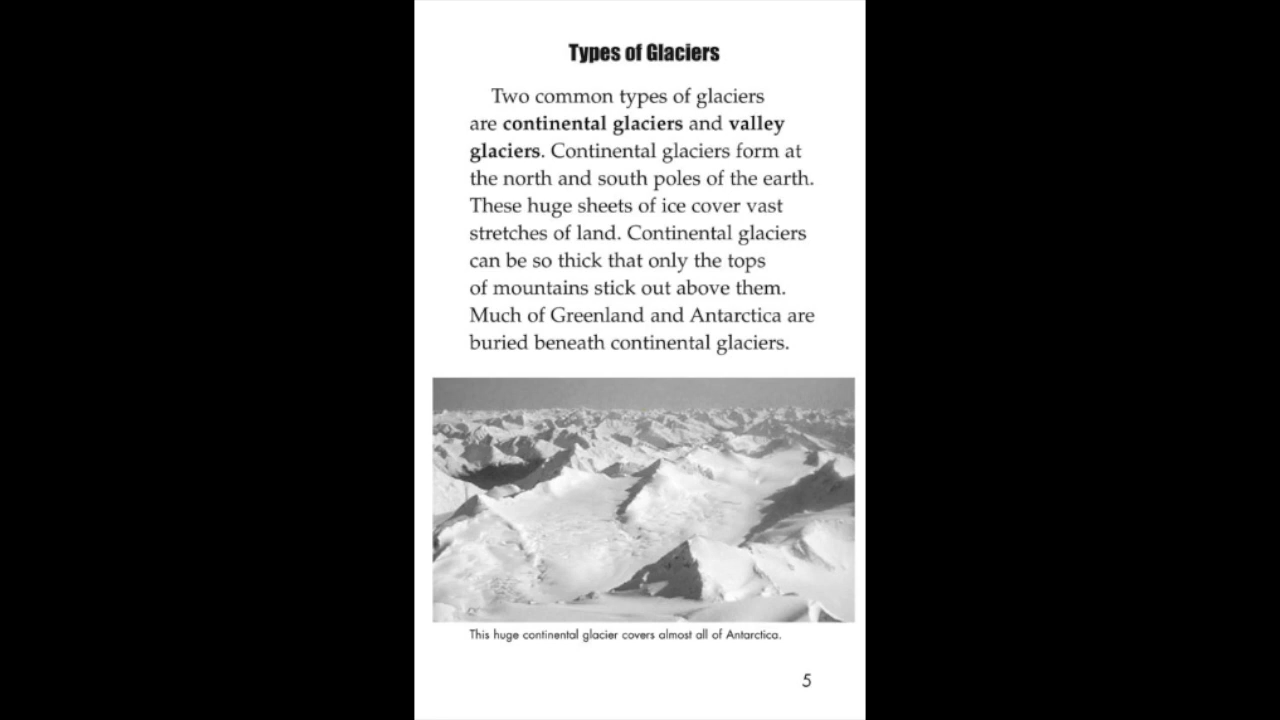 Types of Glaciers
Two common types of glaciers
are continental glaciers and valley
glaciers. Continental glaciers form at
the north and south poles of the earth.
These huge sheets of ice cover vast
stretches of land. Continental glaciers
can be so thick that only the tops
of mountains stick out above them.
Much of Greenland and Antarctica are
buried beneath continental glaciers.
This huge continental glacier covers almost all of Antarctica.
5